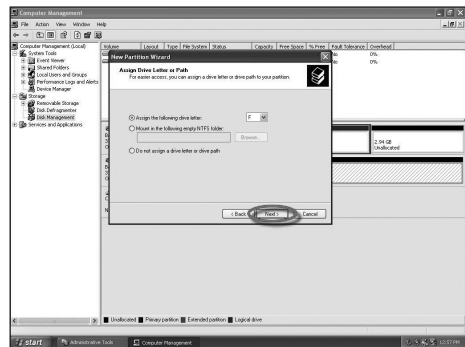 Computer Management
File Action View Window Help
Computer Management (Local)
System Tools
Event Viewer
Shared Folders
Local Users and Groups
Performance Logs and Alerts
Device Manager
Storage
Removable Storage
Disk Defragmenter
Disk Management
Services and Applications
Volume Layout Type File System Status Capacity Free Space % Free Fault Tolerance Overhead
No 0%
No 0%
New Partition Wizard
Assign Drive Letter or Path
For easier access, you can assign a drive letter or drive path to your partition.
Assign the following drive letter: F
Mount in the following empty NTFS folder:
Browse...
Do not assign a drive letter or drive path
< Back Next > Cancel
2.94 GB
Unallocated
Unallocated Primary partition Extended partition Logical drive
start Administrative Tools Computer Management 12:57 PM